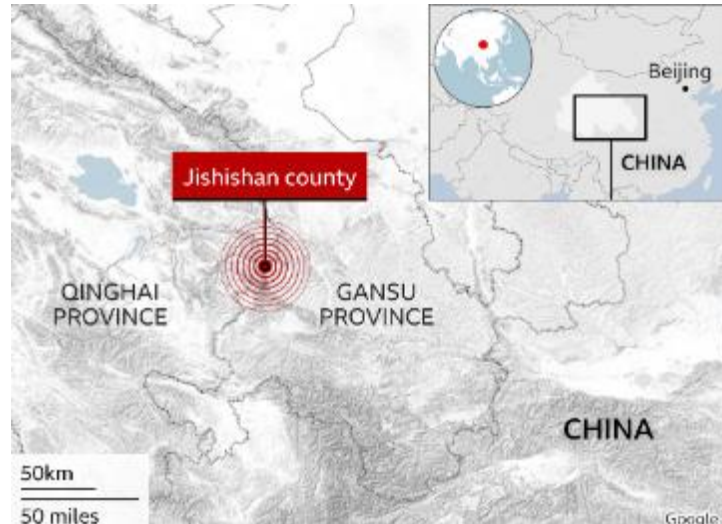 Beijing
CHINA
Jishishan county
QINGHAI
PROVINCE
GANSU
PROVINCE
CHINA
50km
50 miles
Google